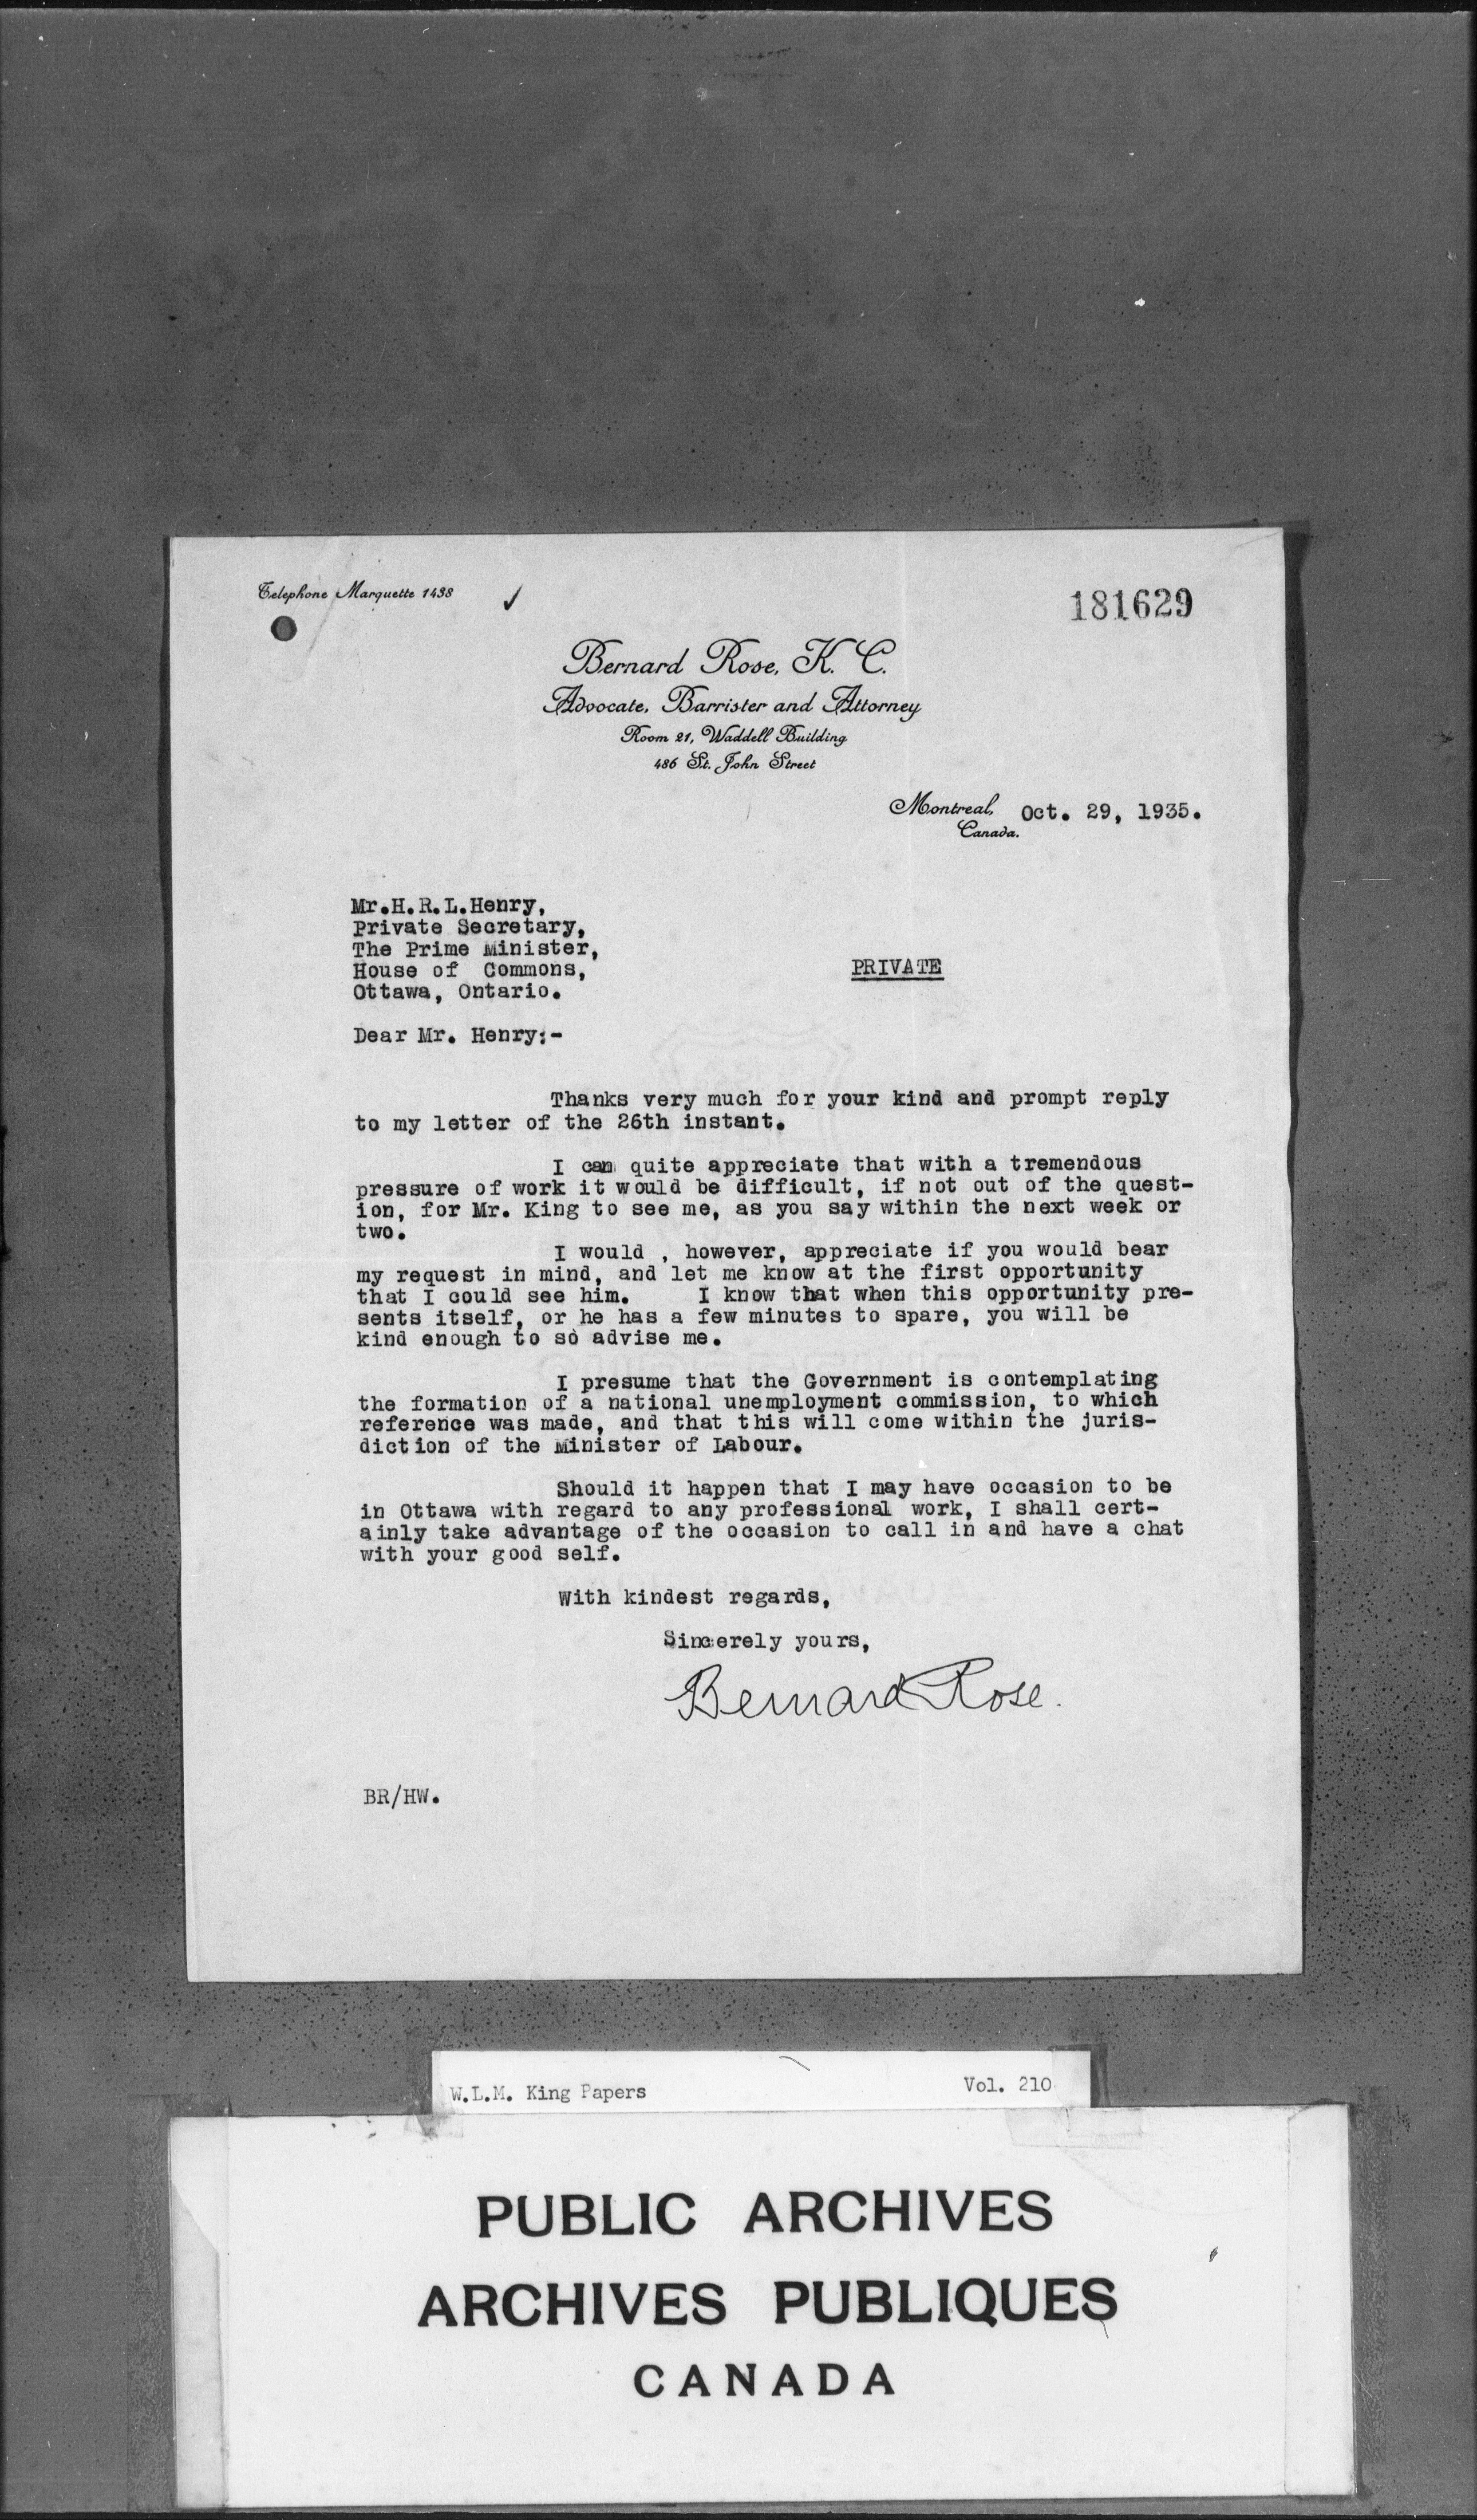 Telephone Marquette 1438
181629
Bernard Rose, K. C.
Advocate, Barrister and Attorney
Room 21, Waddell Building
486 St. John Street
Montreal, Oct. 29, 1935.
Canada.
Mr.H.R.L.Henry,
Private Secretary,
The Prime Minister,
House of Commons,
Ottawa, Ontario.
PRIVATE
Dear Mr. Henry:-
Thanks very much for your kind and prompt reply
to my letter of the 26th instant.
I can quite appreciate that with a tremendous
pressure of work it would be difficult, if not out of the quest-
ion, for Mr. King to see me, as you say within the next week or
two.
I would , however, appreciate if you would bear
my request in mind, and let me know at the first opportunity
that I could see him. I know that when this opportunity pre-
sents itself, or he has a few minutes to spare, you will be
kind enough to so advise me.
I presume that the Government is contemplating
the formation of a national unemployment commission, to which
reference was made, and that this will come within the juris-
diction of the Minister of Labour.
Should it happen that I may have occasion to be
in Ottawa with regard to any professional work, I shall cert-
ainly take advantage of the occasion to call in and have a chat
with your good self.
With kindest regards,
Sincerely yours,
Bernard Rose.
BR/HW.
W.L.M. King Papers Vol. 210
PUBLIC ARCHIVES
ARCHIVES PUBLIQUES
CANADA